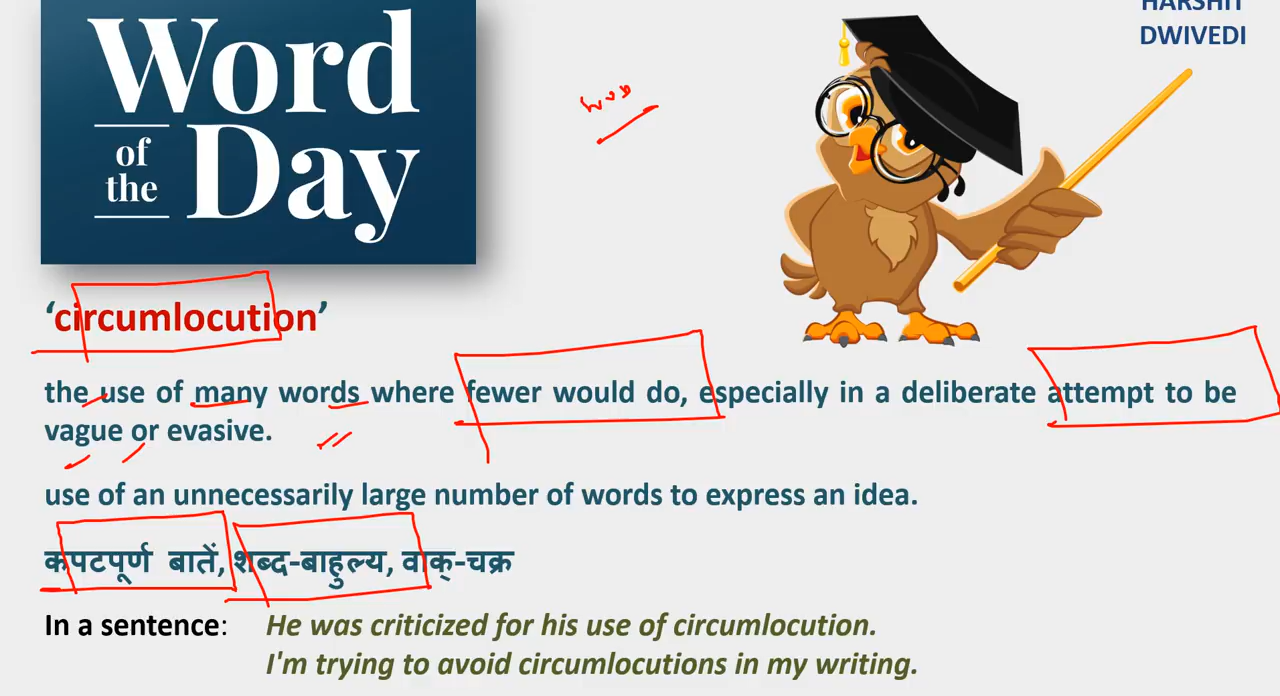 Word
of
the
Day
HARSHIT
DWIVEDI
‘circumlocution’
the use of many words where fewer would do, especially in a deliberate attempt to be
vague or evasive.
use of an unnecessarily large number of words to express an idea.
कपटपूर्ण बातें, शब्द-बाहुल्य, वाक्-चक्र
In a sentence: He was criticized for his use of circumlocution.
I'm trying to avoid circumlocutions in my writing.